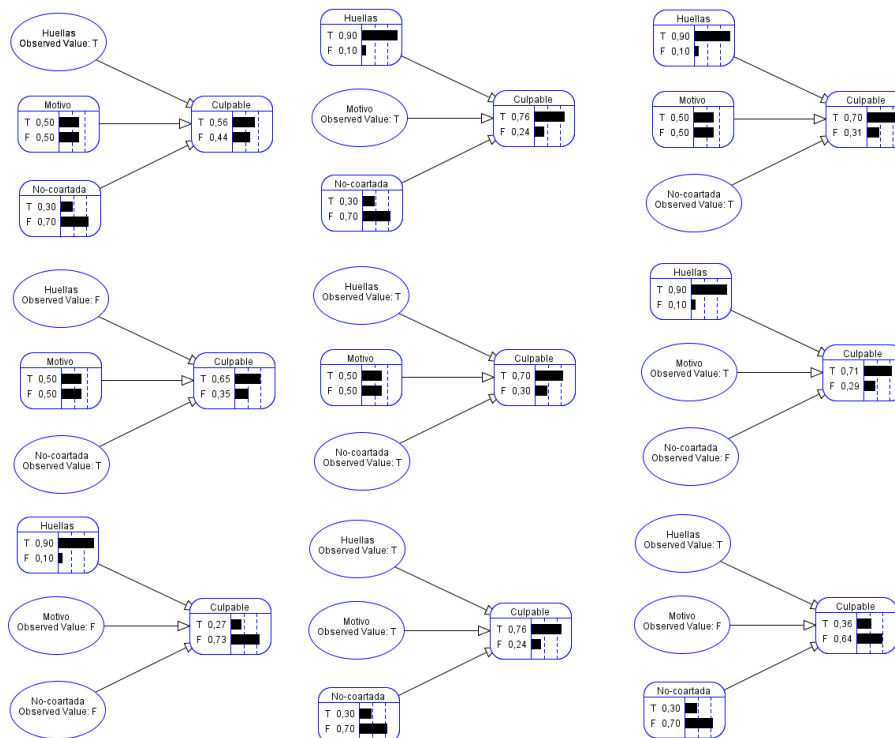 Huellas
Observed Value: T
Motivo
T 0,50
F 0,50
No-coartada
T 0,30
F 0,70
Culpable
T 0,56
F 0,44
Huellas
T 0,90
F 0,10
Motivo
Observed Value: T
No-coartada
T 0,30
F 0,70
Culpable
T 0,76
F 0,24
Huellas
T 0,90
F 0,10
Motivo
T 0,50
F 0,50
No-coartada
Observed Value: T
Culpable
T 0,70
F 0,31
Huellas
Observed Value: F
Motivo
T 0,50
F 0,50
No-coartada
Observed Value: T
Culpable
T 0,65
F 0,35
Huellas
Observed Value: T
Motivo
T 0,50
F 0,50
No-coartada
Observed Value: T
Culpable
T 0,70
F 0,30
Huellas
T 0,90
F 0,10
Motivo
Observed Value: T
No-coartada
Observed Value: F
Culpable
T 0,71
F 0,29
Huellas
T 0,90
F 0,10
Motivo
Observed Value: F
No-coartada
Observed Value: F
Culpable
T 0,27
F 0,73
Huellas
Observed Value: T
Motivo
Observed Value: T
No-coartada
T 0,30
F 0,70
Culpable
T 0,76
F 0,24
Huellas
Observed Value: T
Motivo
Observed Value: F
No-coartada
T 0,30
F 0,70
Culpable
T 0,36
F 0,64